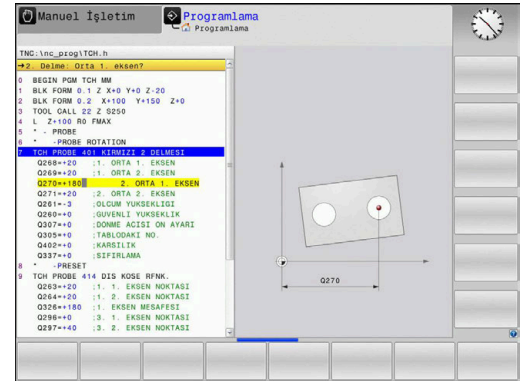 Manuel İşletim
Programlama
Programlama
TNC:\nc_prog\TCH.h
→2. Delme: Orta 1. eksen?
0 BEGIN PGM TCH MM
1 BLK FORM 0.1 Z X+0 Y+0 Z-20
2 BLK FORM 0.2 X+100 Y+150 Z+0
3 TOOL CALL 22 Z S250
4 L Z+100 R0 FMAX
5 * - PROBE
6 * -PROBE ROTATION
7 TCH PROBE 401 KIRMIZI 2 DELMESI
Q268=+20 ;1. ORTA 1. EKSEN
Q269=+20 ;1. ORTA 2. EKSEN
Q270=+180 2. ORTA 1. EKSEN
Q271=+20 ;2. ORTA 2. EKSEN
Q261=-3 ;OLCUM YUKSEKLIGI
Q260=+0 ;GUVENLI YUKSEKLIK
Q307=+0 ;DONME ACISI ON AYARI
Q305=+0 ;TABLODAKI NO.
Q402=+0 ;KARSILIK
Q337=+0 ;SIFIRLAMA
8 * -PRESET
9 TCH PROBE 414 DIS KOSE RFNK.
Q263=+20 ;1. 1. EKSEN NOKTASI
Q264=+20 ;1. 2. EKSEN NOKTASI
Q326=+180 ;1. EKSEN MESAFESI
Q296=+0 ;3. 1. EKSEN NOKTASI
Q297=+40 ;3. 2. EKSEN NOKTASI
Q270